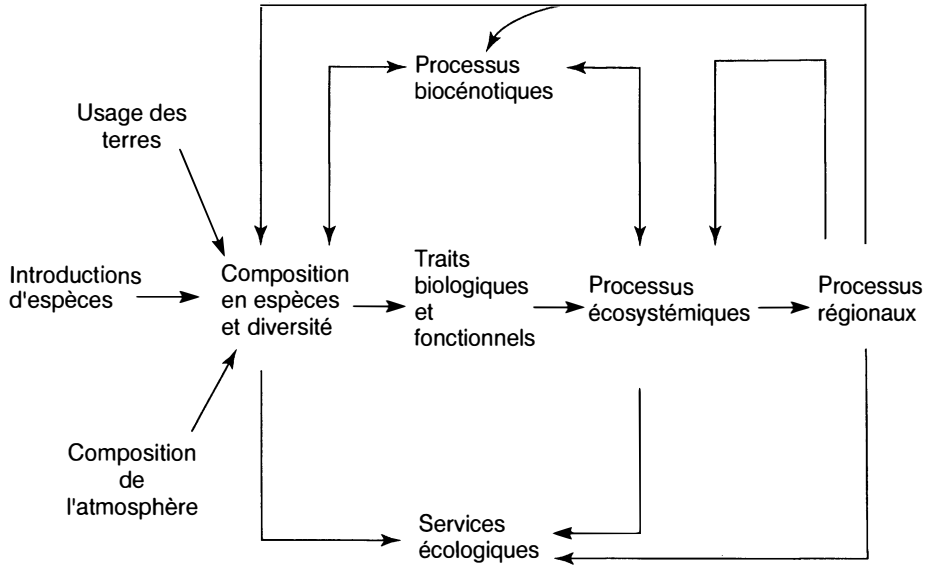 Processus
biocénotiques
Usage des
terres
Introductions
d'espèces
Composition
en espèces
et diversité
Traits
biologiques
et
fonctionnels
Processus
écosystémiques
Processus
régionaux
Composition
de
l'atmosphère
Services
écologiques